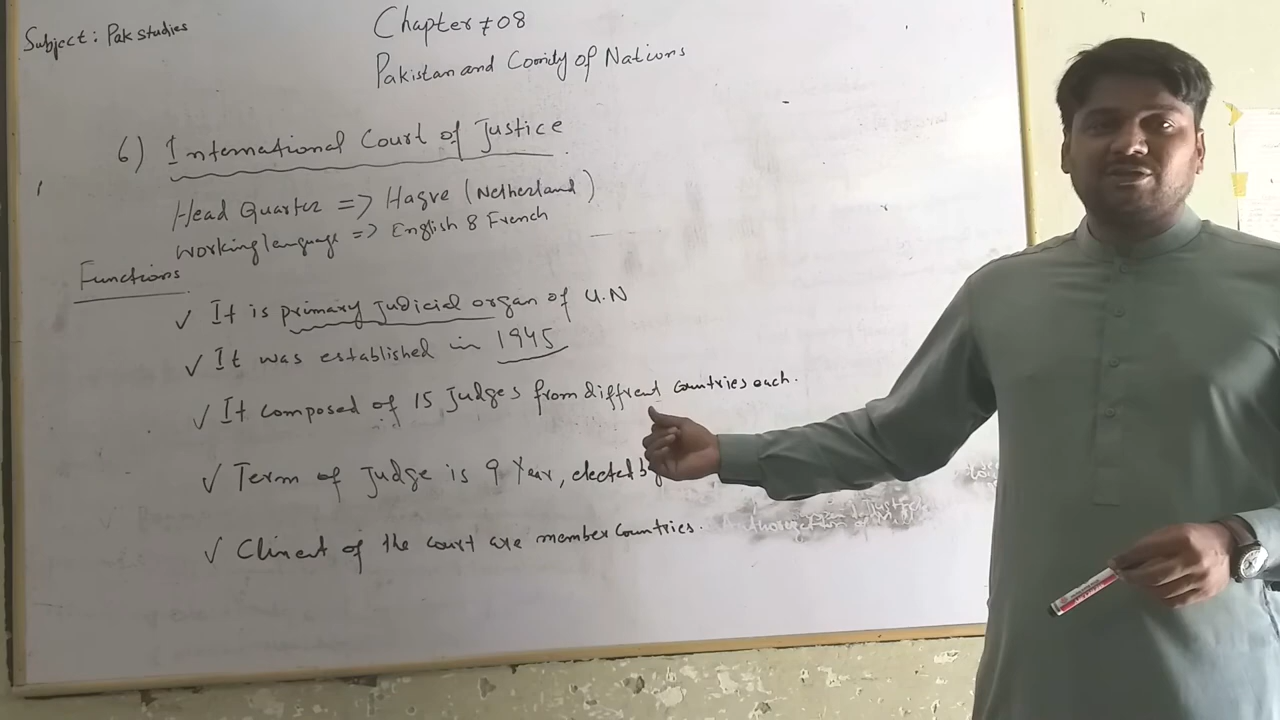 Subject: Pak studies
Chapter # 08
Pakistan and Comity of Nations
6) International Court of Justice
Head Quarter => Hague (Netherland)
Working language => English & French
Functions
✓ It is primary judicial organ of U.N
✓ It was established in 1945
✓ It composed of 15 Judges from diffrent countries each.
✓ Term of Judge is 9 Year, elected by
✓ Clinent of the court are member countries.